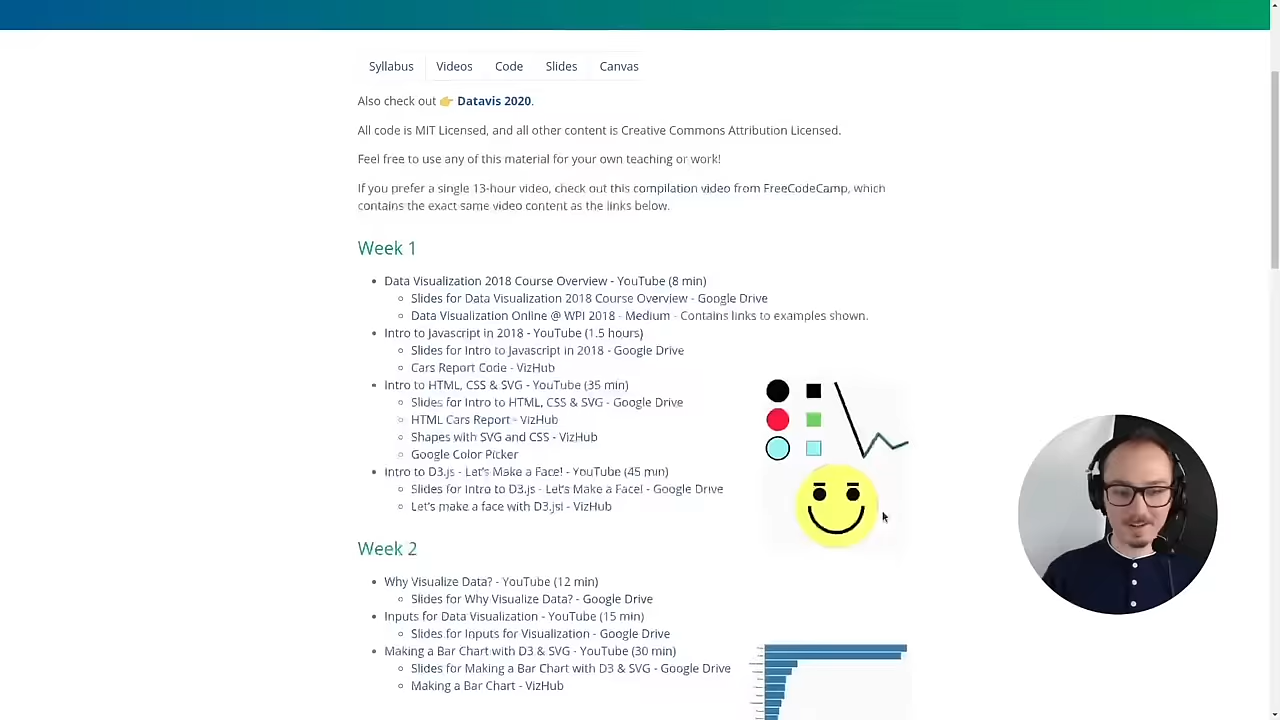 Syllabus Videos Code Slides Canvas
Also check out 👉 Datavis 2020.
All code is MIT Licensed, and all other content is Creative Commons Attribution Licensed.
Feel free to use any of this material for your own teaching or work!
If you prefer a single 13-hour video, check out this compilation video from FreeCodeCamp, which
contains the exact same video content as the links below.
Week 1
Data Visualization 2018 Course Overview - YouTube (8 min)
Slides for Data Visualization 2018 Course Overview - Google Drive
Data Visualization Online @ WPI 2018 - Medium - Contains links to examples shown.
Intro to Javascript in 2018 - YouTube (1.5 hours)
Slides for Intro to Javascript in 2018 - Google Drive
Cars Report Code - VizHub
Intro to HTML, CSS & SVG - YouTube (35 min)
Slides for Intro to HTML, CSS & SVG - Google Drive
HTML Cars Report - VizHub
Shapes with SVG and CSS - VizHub
Google Color Picker
Intro to D3.js - Let's Make a Face! - YouTube (45 min)
Slides for Intro to D3.js - Let's Make a Face! - Google Drive
Let's make a face with D3.js! - VizHub
Week 2
Why Visualize Data? - YouTube (12 min)
Slides for Why Visualize Data? - Google Drive
Inputs for Data Visualization - YouTube (15 min)
Slides for Inputs for Visualization - Google Drive
Making a Bar Chart with D3 & SVG - YouTube (30 min)
Slides for Making a Bar Chart with D3 & SVG - Google Drive
Making a Bar Chart - VizHub